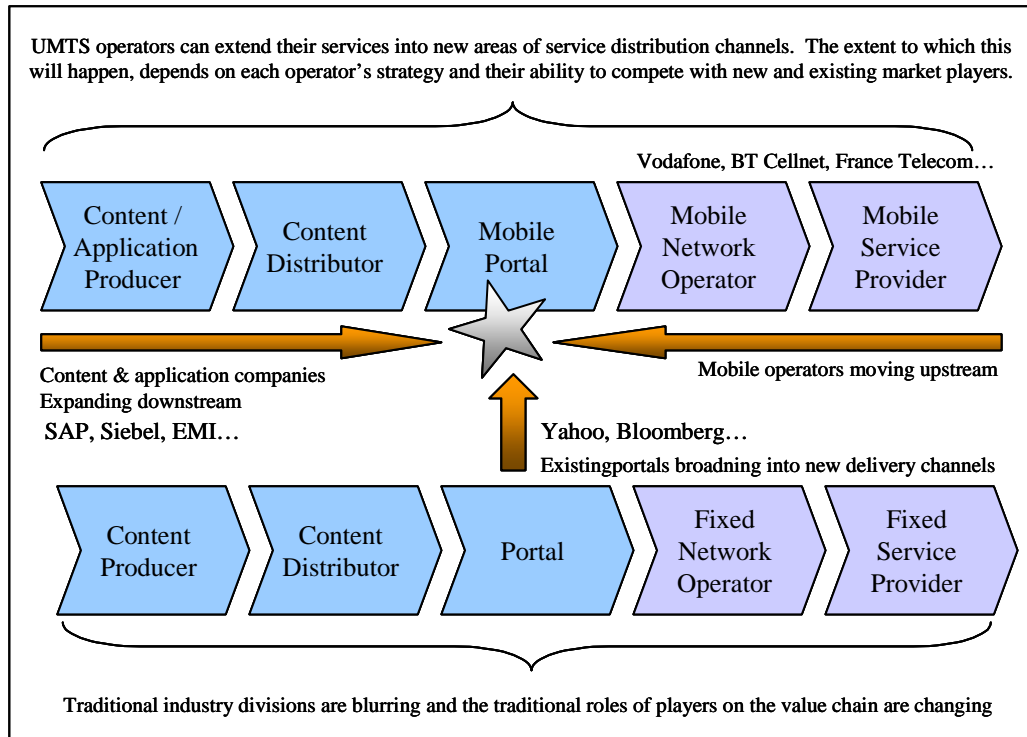 UMTS operators can extend their services into new areas of service distribution channels. The extent to which this
will happen, depends on each operator's strategy and their ability to compete with new and existing market players.
Vodafone, BT Cellnet, France Telecom…
Content /
Application
Producer
Content
Distributor
Mobile
Portal
Mobile
Network
Operator
Mobile
Service
Provider
Content & application companies
Expanding downstream
SAP, Siebel, EMI…
Mobile operators moving upstream
Yahoo, Bloomberg…
Existingportals broadning into new delivery channels
Content
Producer
Content
Distributor
Portal
Fixed
Network
Operator
Fixed
Service
Provider
Traditional industry divisions are blurring and the traditional roles of players on the value chain are changing